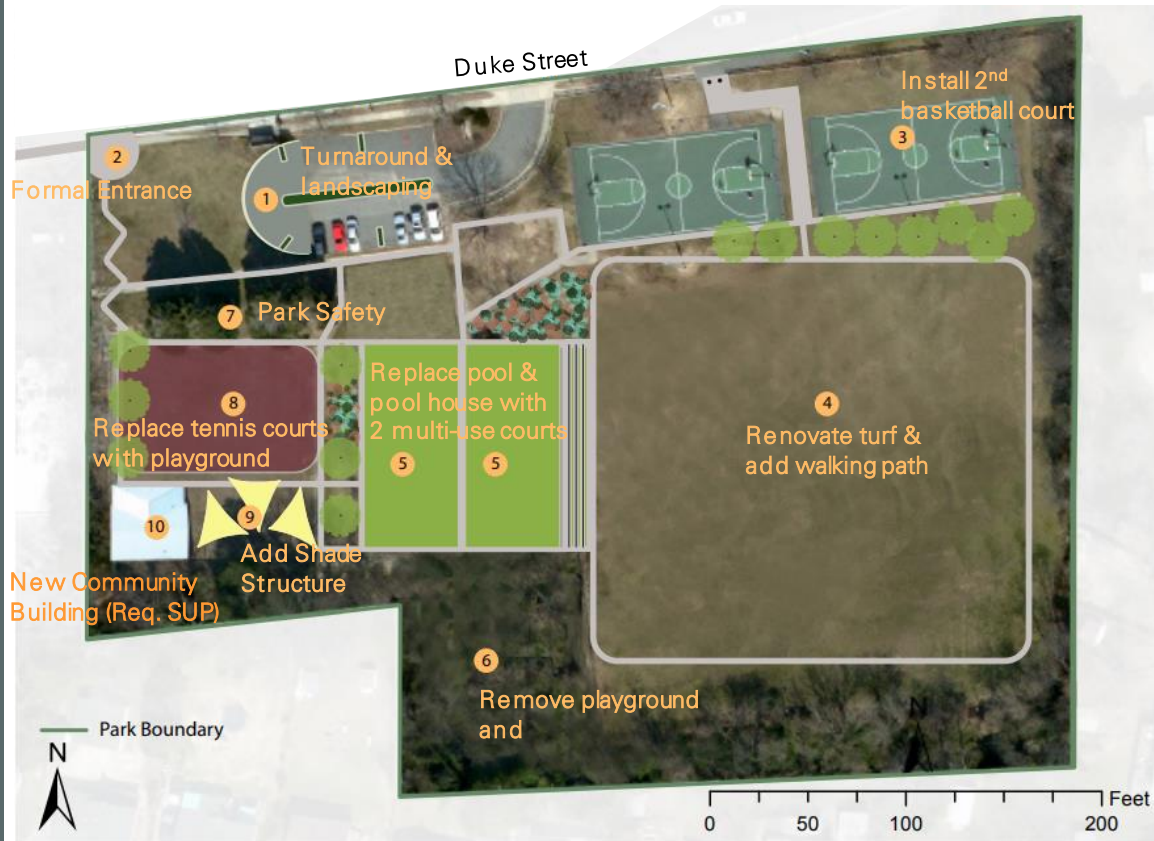 Duke Street
Install 2nd
basketball court
3
2
Formal Entrance
Turnaround &
landscaping
1
7
Park Safety
Replace pool &
pool house with
2 multi-use courts
5
5
8
Replace tennis courts
with playground
4
Renovate turf &
add walking path
10
9
Add Shade
Structure
New Community
Building (Req. SUP)
6
Remove playground
and
N
Park Boundary
N
Feet
0
50
100
200